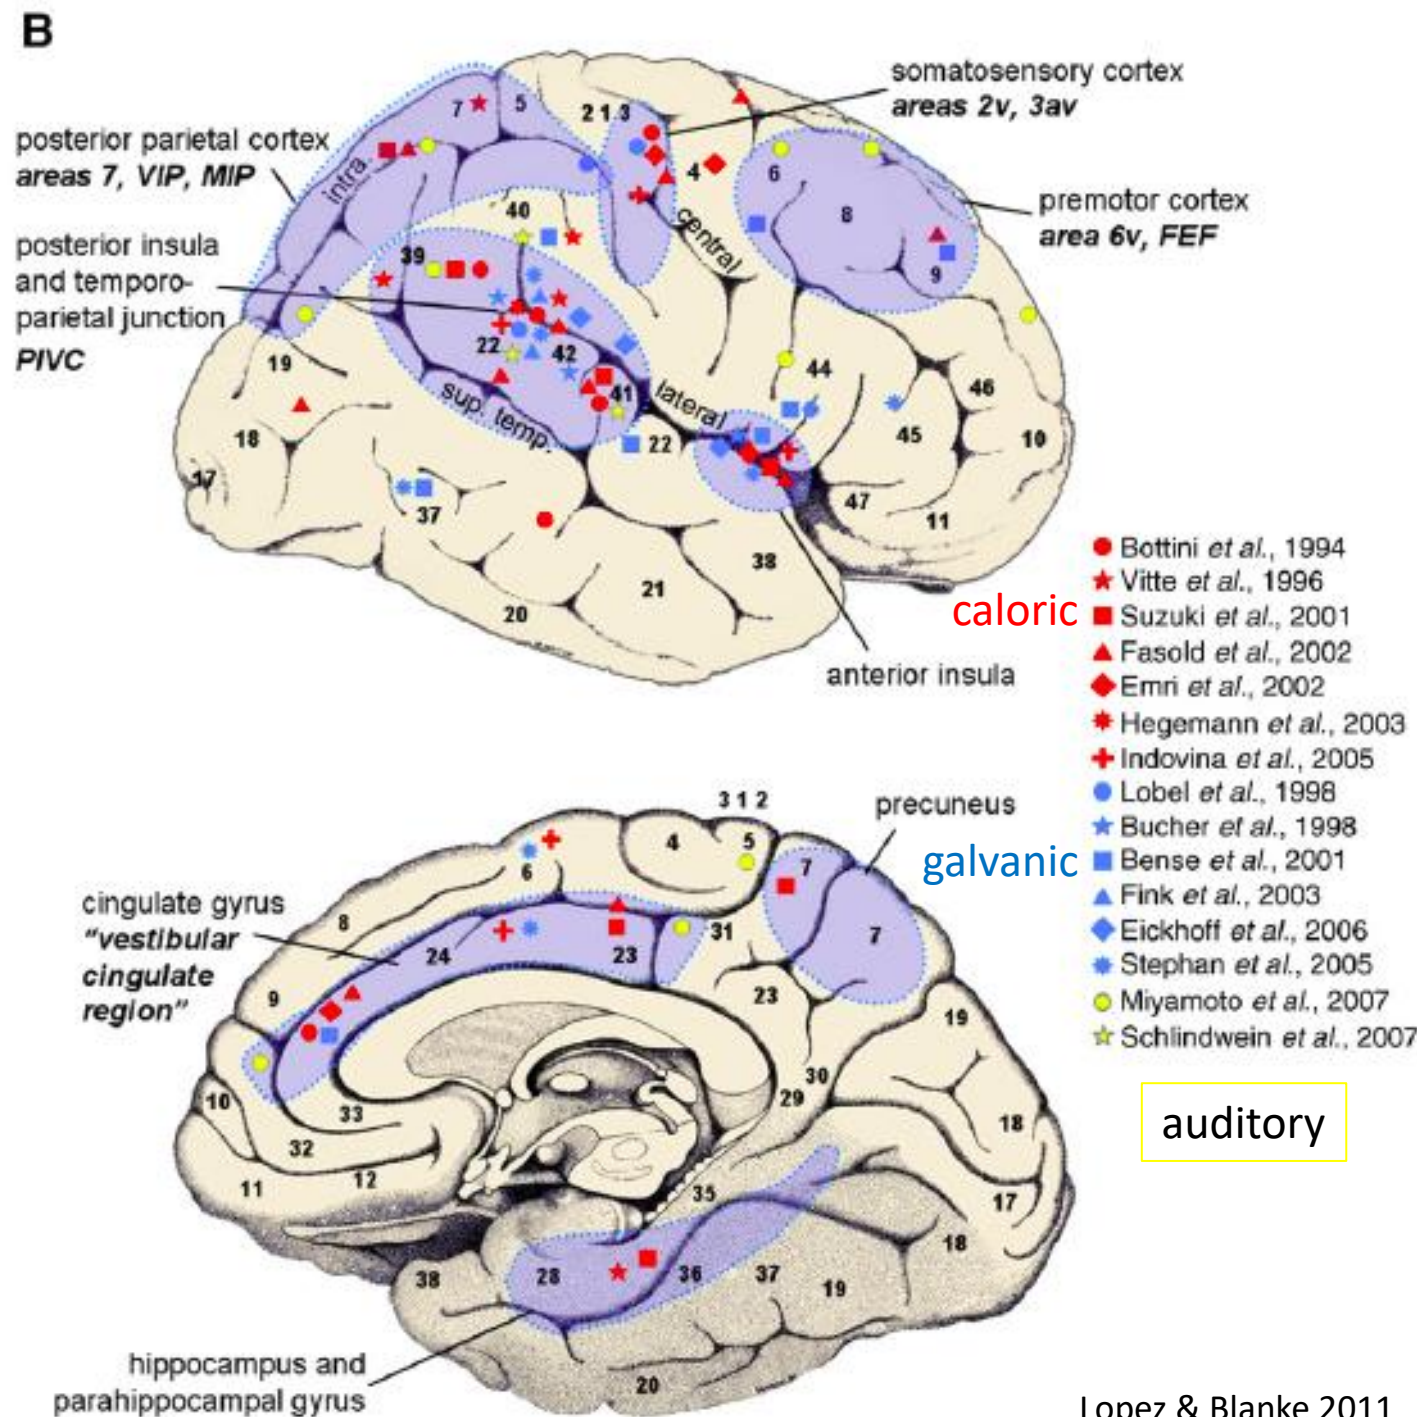 B
somatosensory cortex
areas 2v, 3av
posterior parietal cortex
areas 7, VIP, MIP
posterior insula
and temporo-
parietal junction
PIVC
premotor cortex
area 6v, FEF
anterior insula
7
5
2 1 3
4
6
8
9
intra.
central
40
39
22
42
41
sup. temp.
lateral
22
19
18
17
37
20
21
38
44
45
46
10
47
11
caloric
galvanic
Bottini et al., 1994
Vitte et al., 1996
Suzuki et al., 2001
Fasold et al., 2002
Emri et al., 2002
Hegemann et al., 2003
Indovina et al., 2005
Lobel et al., 1998
Bucher et al., 1998
Bense et al., 2001
Fink et al., 2003
Eickhoff et al., 2006
Stephan et al., 2005
Miyamoto et al., 2007
Schlindwein et al., 2007
auditory
3 1 2
precuneus
cingulate gyrus
"vestibular
cingulate
region"
4
5
6
7
7
8
24
23
31
9
23
19
10
33
30
29
32
18
11
12
35
17
18
38
28
36
37
19
20
hippocampus and
parahippocampal gyrus
Lopez & Blanke 2011